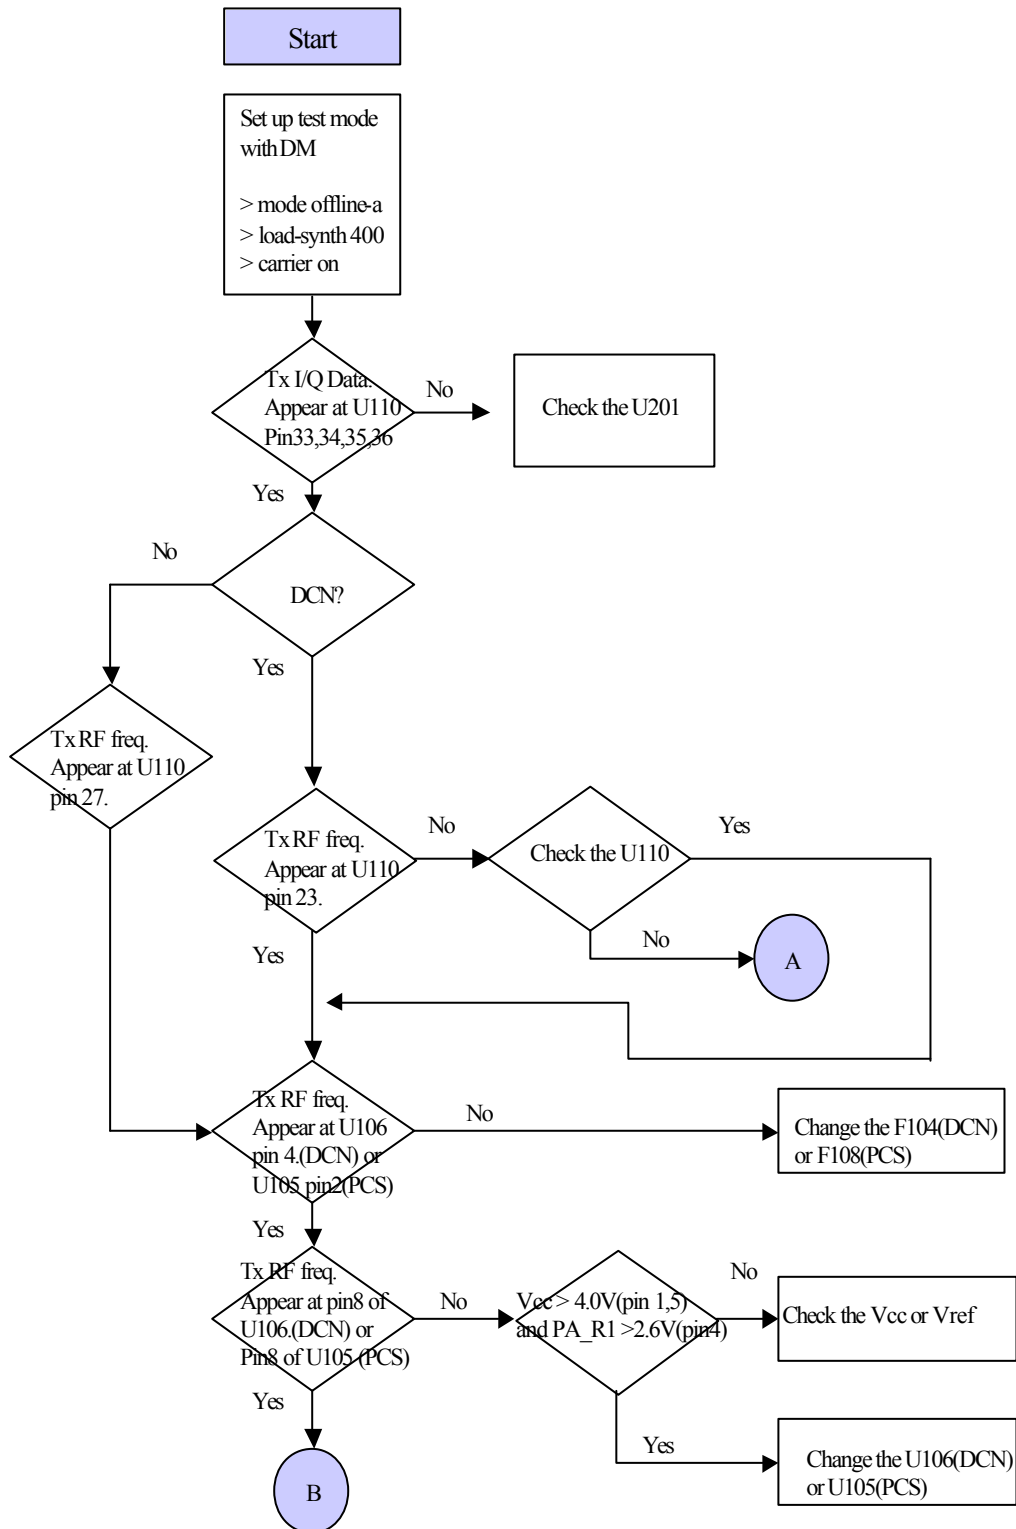 Start
Set up test mode
with DM
> mode offline-a
> load-synth 400
> carrier on
Tx I/Q Data.
Appear at U110
Pin33,34,35,36
No
Check the U201
Yes
DCN?
No
Yes
Tx RF freq.
Appear at U110
pin 27.
Tx RF freq.
Appear at U110
pin 23.
No
Check the U110
Yes
No
A
Yes
Tx RF freq.
Appear at U106
pin 4.(DCN) or
U105 pin2(PCS)
No
Change the F104(DCN)
or F108(PCS)
Yes
Tx RF freq.
Appear at pin8 of
U106.(DCN) or
Pin8 of U105 (PCS)
No
Vcc > 4.0V(pin 1,5)
and PA_R1 >2.6V(pin4)
No
Check the Vcc or Vref
Yes
Change the U106(DCN)
or U105(PCS)
Yes
B